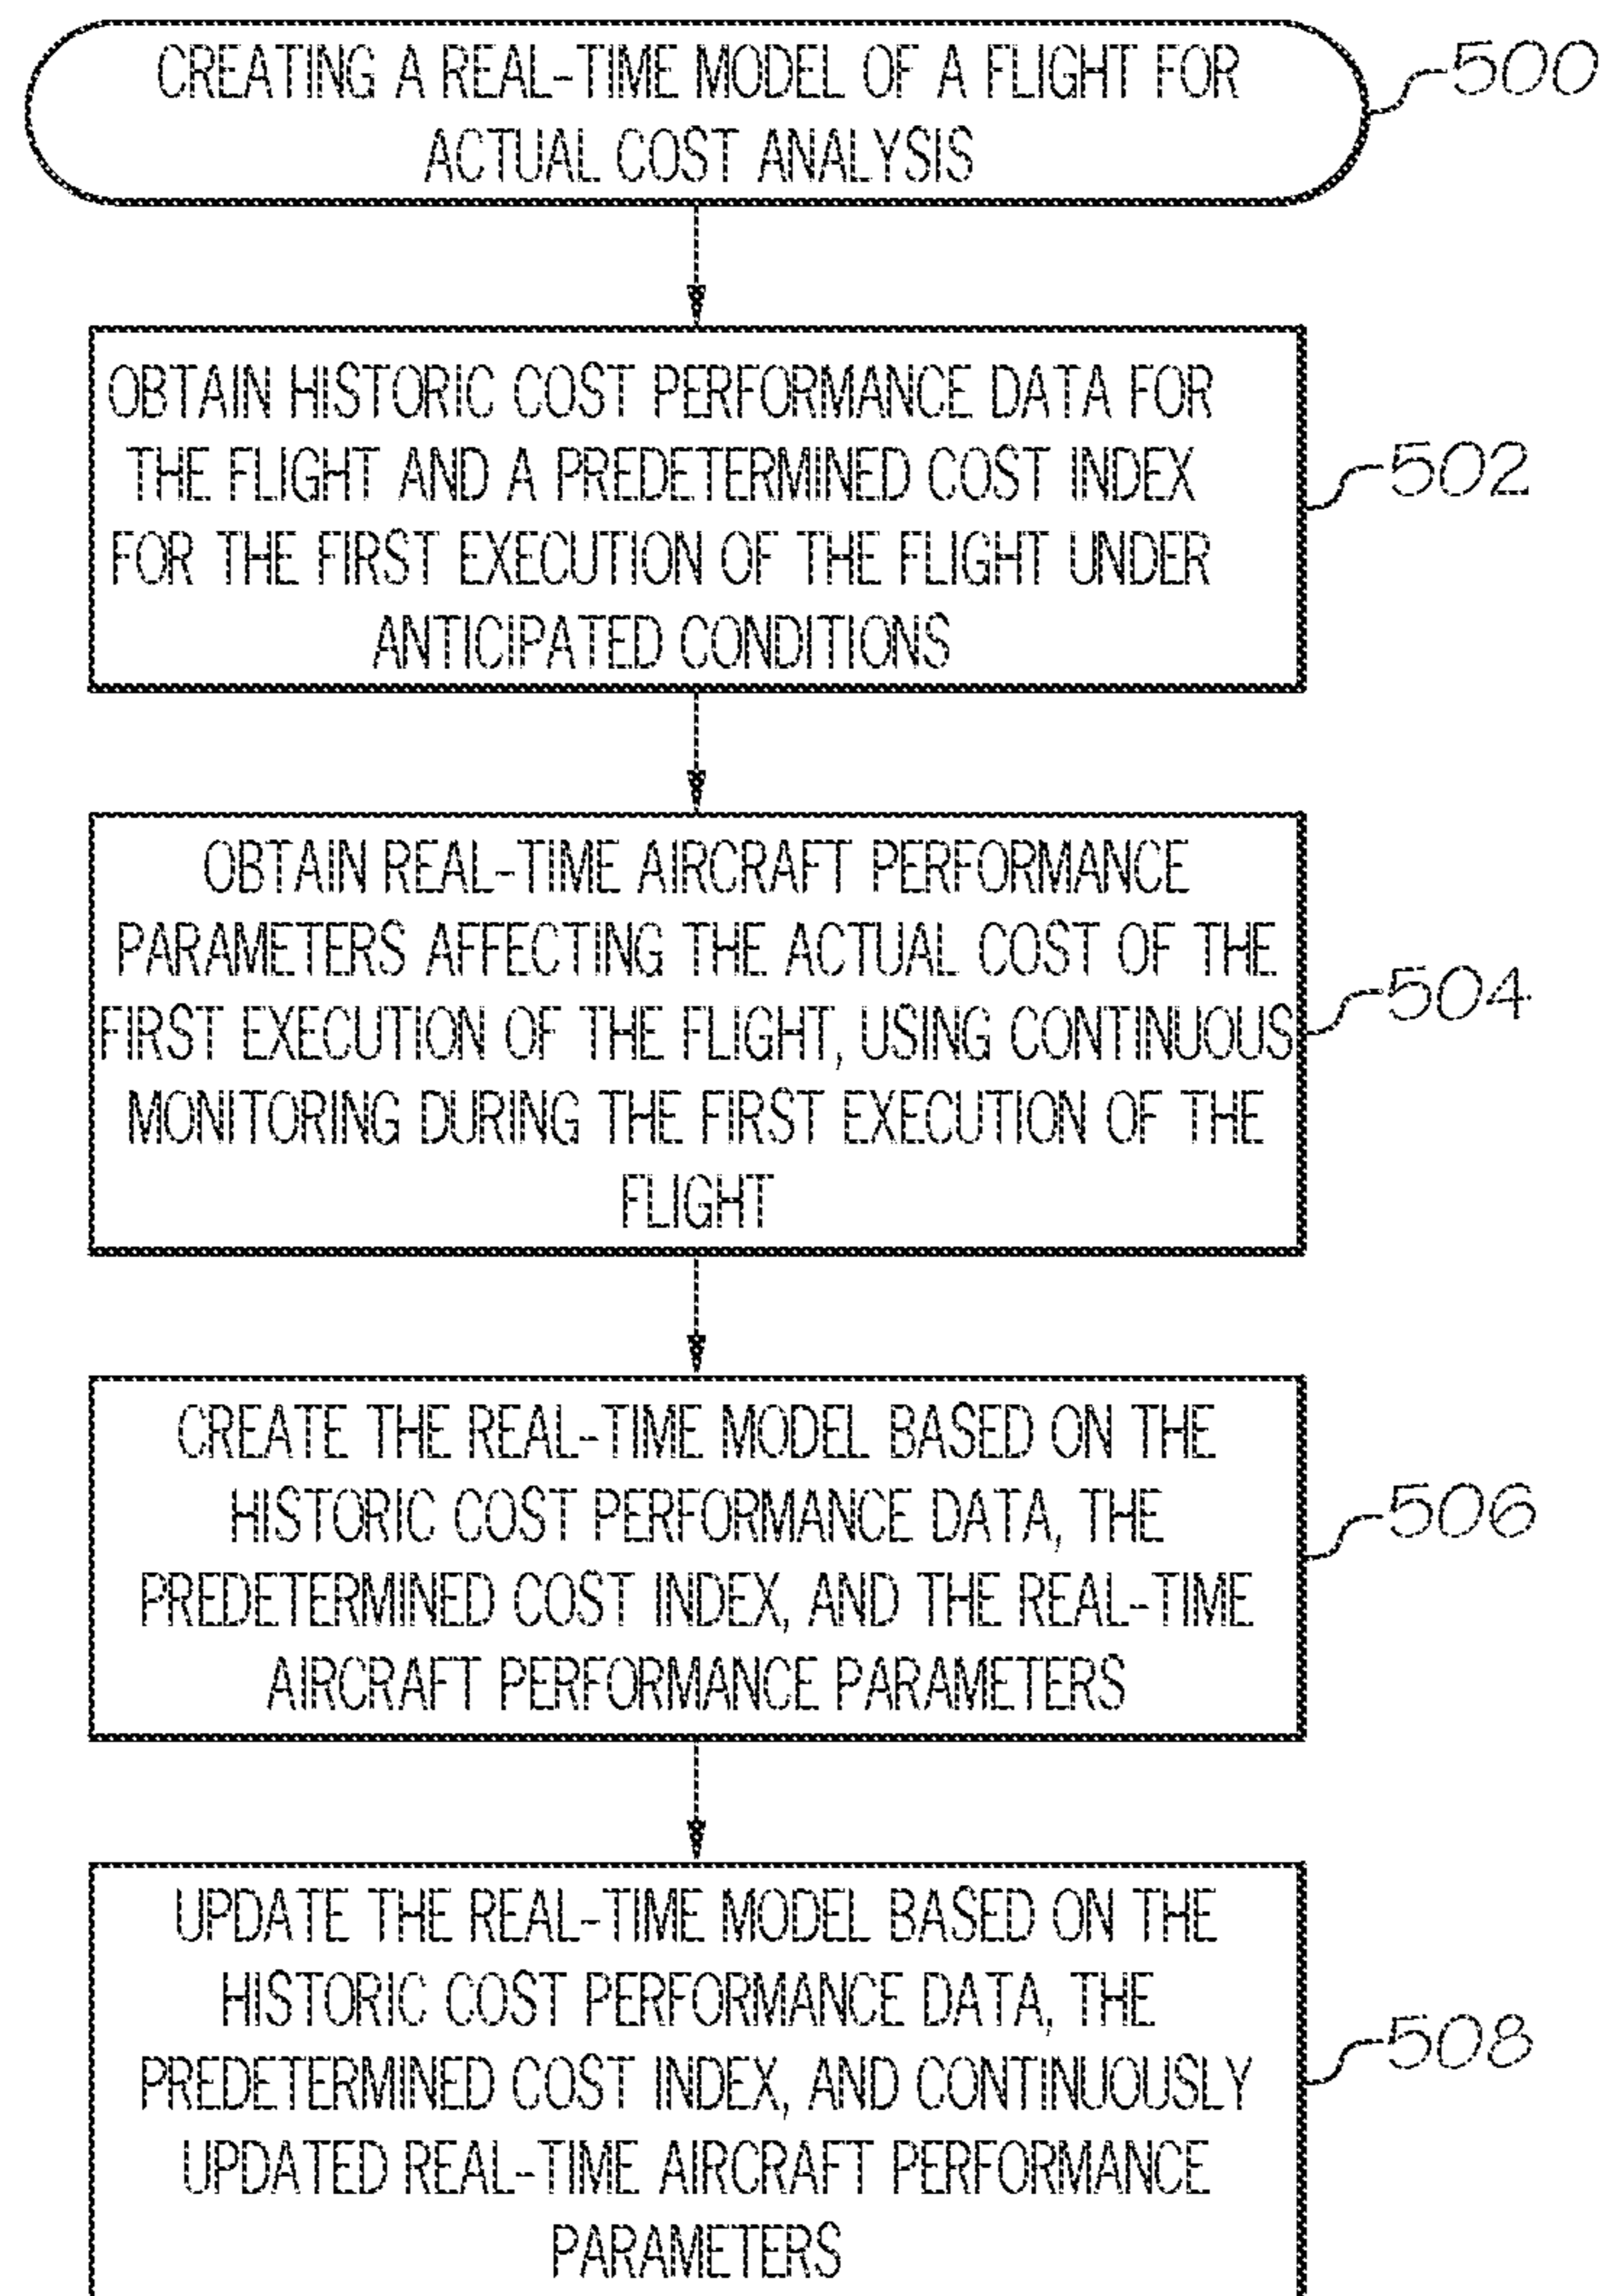 CREATING A REAL-TIME MODEL OF A FLIGHT FOR
ACTUAL COST ANALYSIS
500
OBTAIN HISTORIC COST PERFORMANCE DATA FOR
THE FLIGHT AND A PREDETERMINED COST INDEX
FOR THE FIRST EXECUTION OF THE FLIGHT UNDER
ANTICIPATED CONDITIONS
502
OBTAIN REAL-TIME AIRCRAFT PERFORMANCE
PARAMETERS AFFECTING THE ACTUAL COST OF THE
FIRST EXECUTION OF THE FLIGHT, USING CONTINUOUS
MONITORING DURING THE FIRST EXECUTION OF THE
FLIGHT
504
CREATE THE REAL-TIME MODEL BASED ON THE
HISTORIC COST PERFORMANCE DATA, THE
PREDETERMINED COST INDEX, AND THE REAL-TIME
AIRCRAFT PERFORMANCE PARAMETERS
506
UPDATE THE REAL-TIME MODEL BASED ON THE
HISTORIC COST PERFORMANCE DATA, THE
PREDETERMINED COST INDEX, AND CONTINUOUSLY
UPDATED REAL-TIME AIRCRAFT PERFORMANCE
PARAMETERS
508